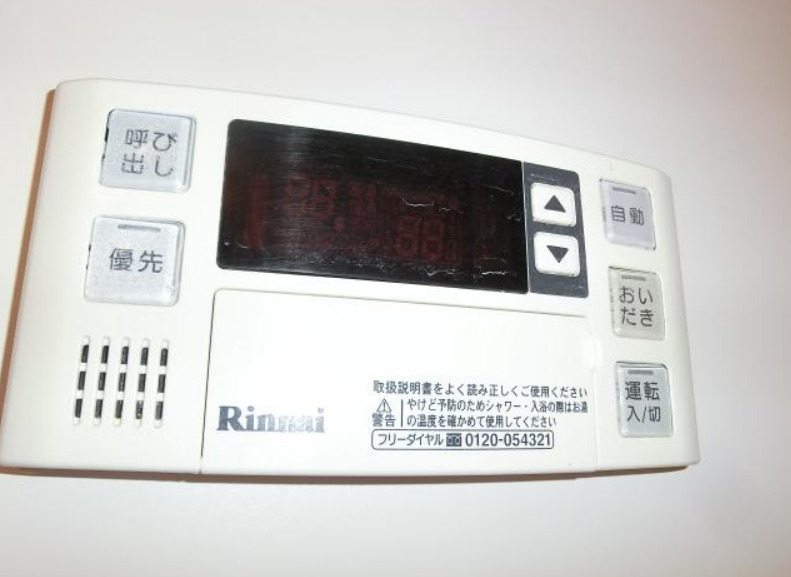 呼び
出し
優先
自動
おい
だき
運転
入/切
Rinnai
取扱説明書をよく読み正しくご使用ください
警告
やけど予防のためシャワー・入浴の際はお湯
の温度を確かめて使用してください
フリーダイヤル 0120-054321